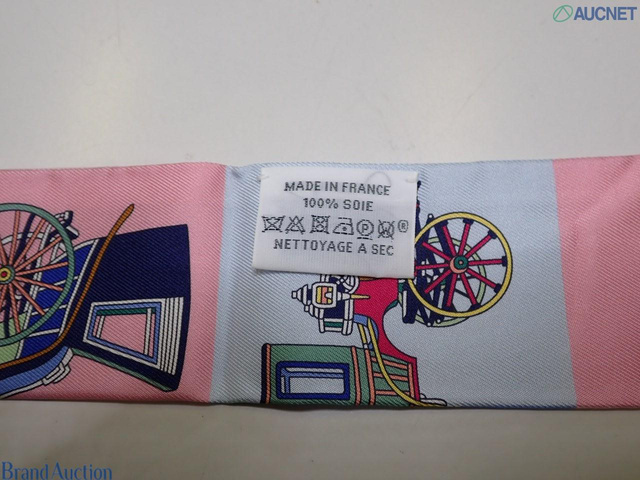 AUCNET
MADE IN FRANCE
100% SOIE
P ®
NETTOYAGE A SEC
Brand Auction